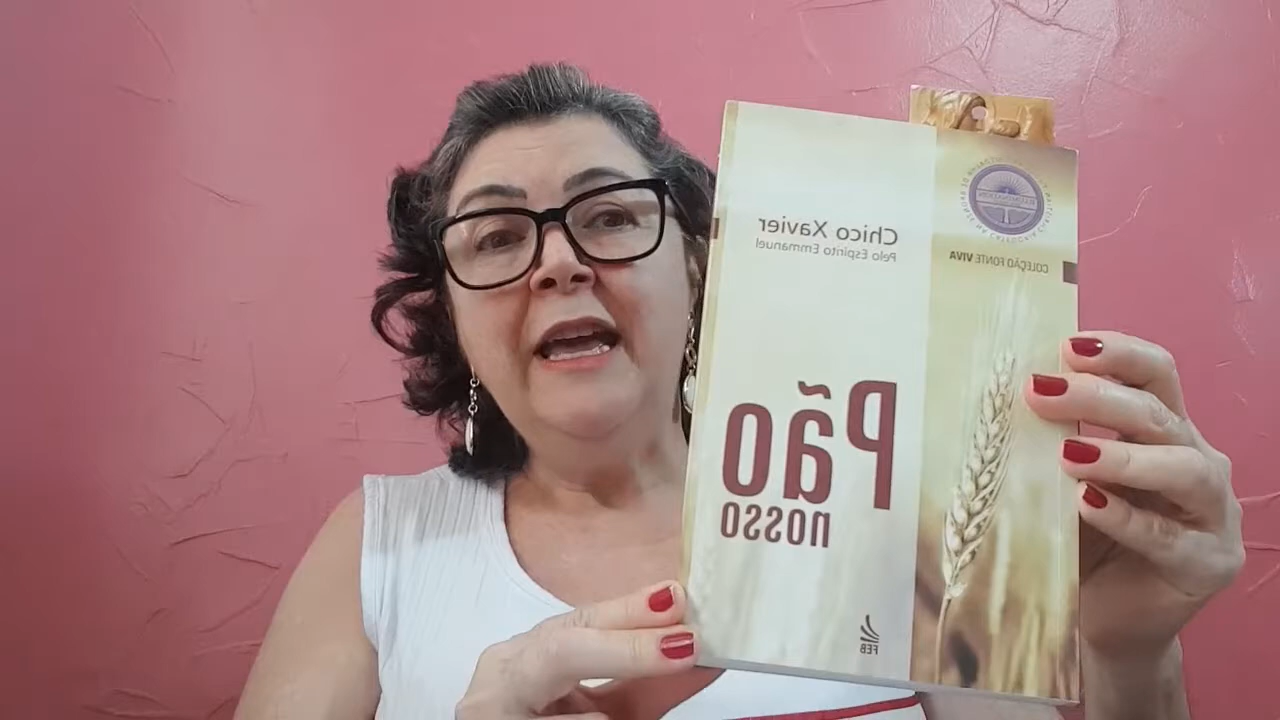 Chico Xavier
Pelo Espírito Emmanuel
COLEÇÃO FONTE VIVA
Pão
nosso
FEB